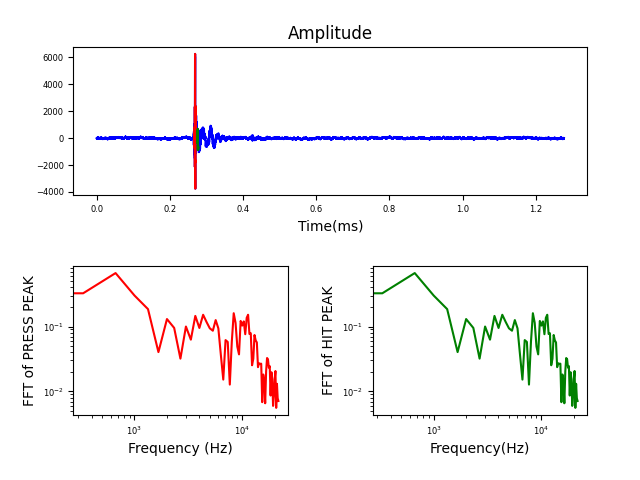 Amplitude
6000
4000
2000
0
−2000
−4000
0.0 0.2 0.4 0.6 0.8 1.0 1.2
Time(ms)
FFT of PRESS PEAK
10⁻¹
10⁻²
10³ 10⁴
Frequency (Hz)
FFT of HIT PEAK
10⁻¹
10⁻²
10³ 10⁴
Frequency(Hz)